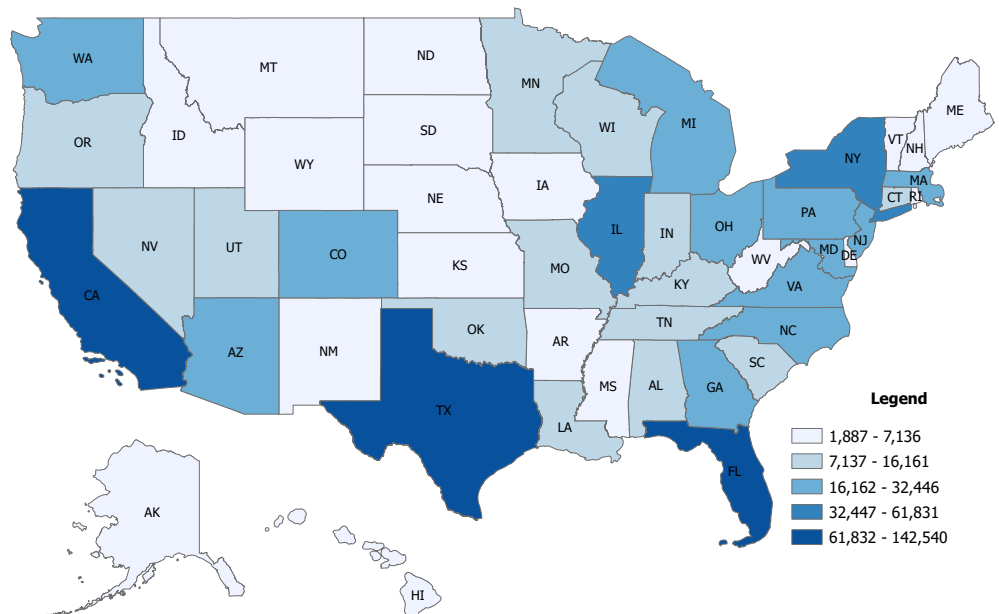 WA
MT
ND
MN
ME
OR
ID
SD
WI
MI
VT
NH
NY
WY
IA
MA
NE
CT
RI
NV
UT
CO
IL
IN
OH
PA
NJ
MD
DE
KS
MO
WV
KY
VA
CA
OK
TN
NC
AZ
NM
AR
SC
MS
AL
GA
TX
LA
FL
AK
HI
Legend
1,887 - 7,136
7,137 - 16,161
16,162 - 32,446
32,447 - 61,831
61,832 - 142,540